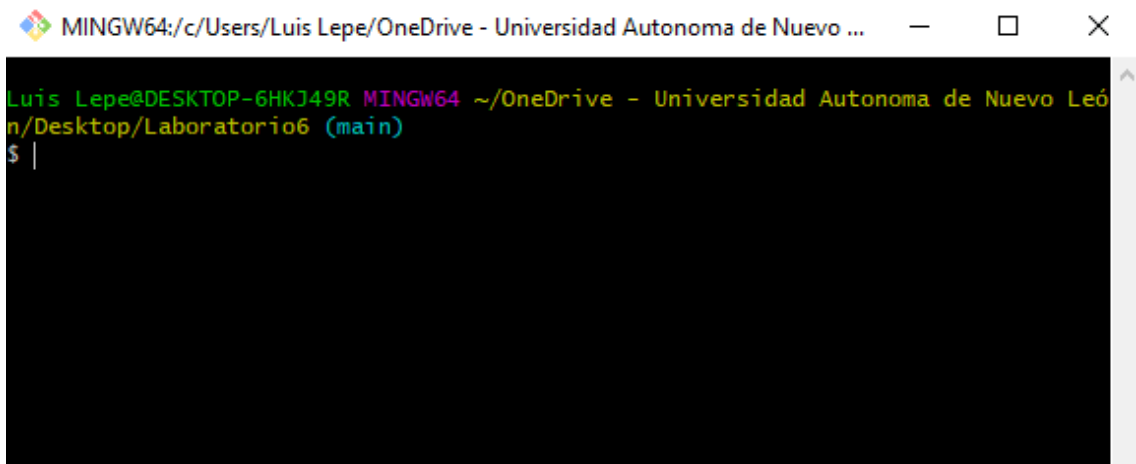 MINGW64:/c/Users/Luis Lepe/OneDrive - Universidad Autonoma de Nuevo ...
Luis Lepe@DESKTOP-6HKJ49R MINGW64 ~/OneDrive - Universidad Autonoma de Nuevo Leó
n/Desktop/Laboratorio6 (main)
$